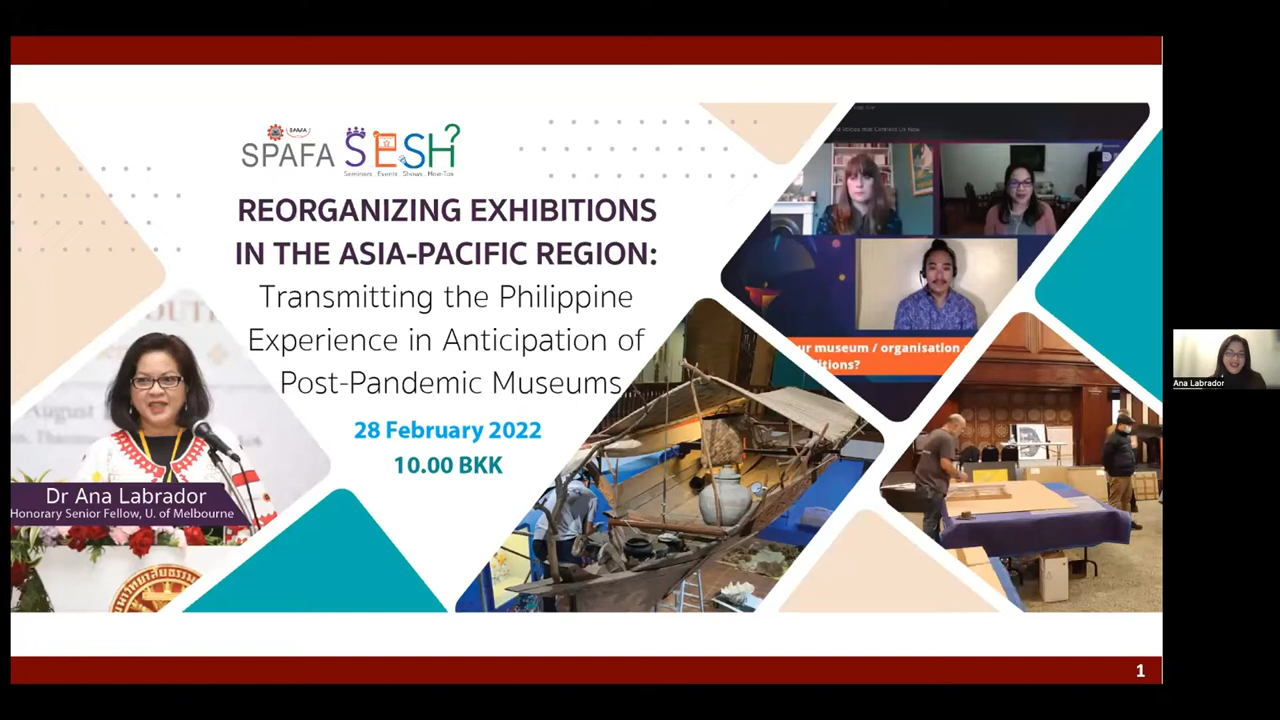 SPAFA
SPAFA SESH?
Seminars . Events . Shows . How-Tos
REORGANIZING EXHIBITIONS
IN THE ASIA-PACIFIC REGION:
Transmitting the Philippine
Experience in Anticipation of
Post-Pandemic Museums
28 February 2022
10.00 BKK
Dr Ana Labrador
Honorary Senior Fellow, U. of Melbourne
ur museum / organisation
itions?
Ana Labrador
1